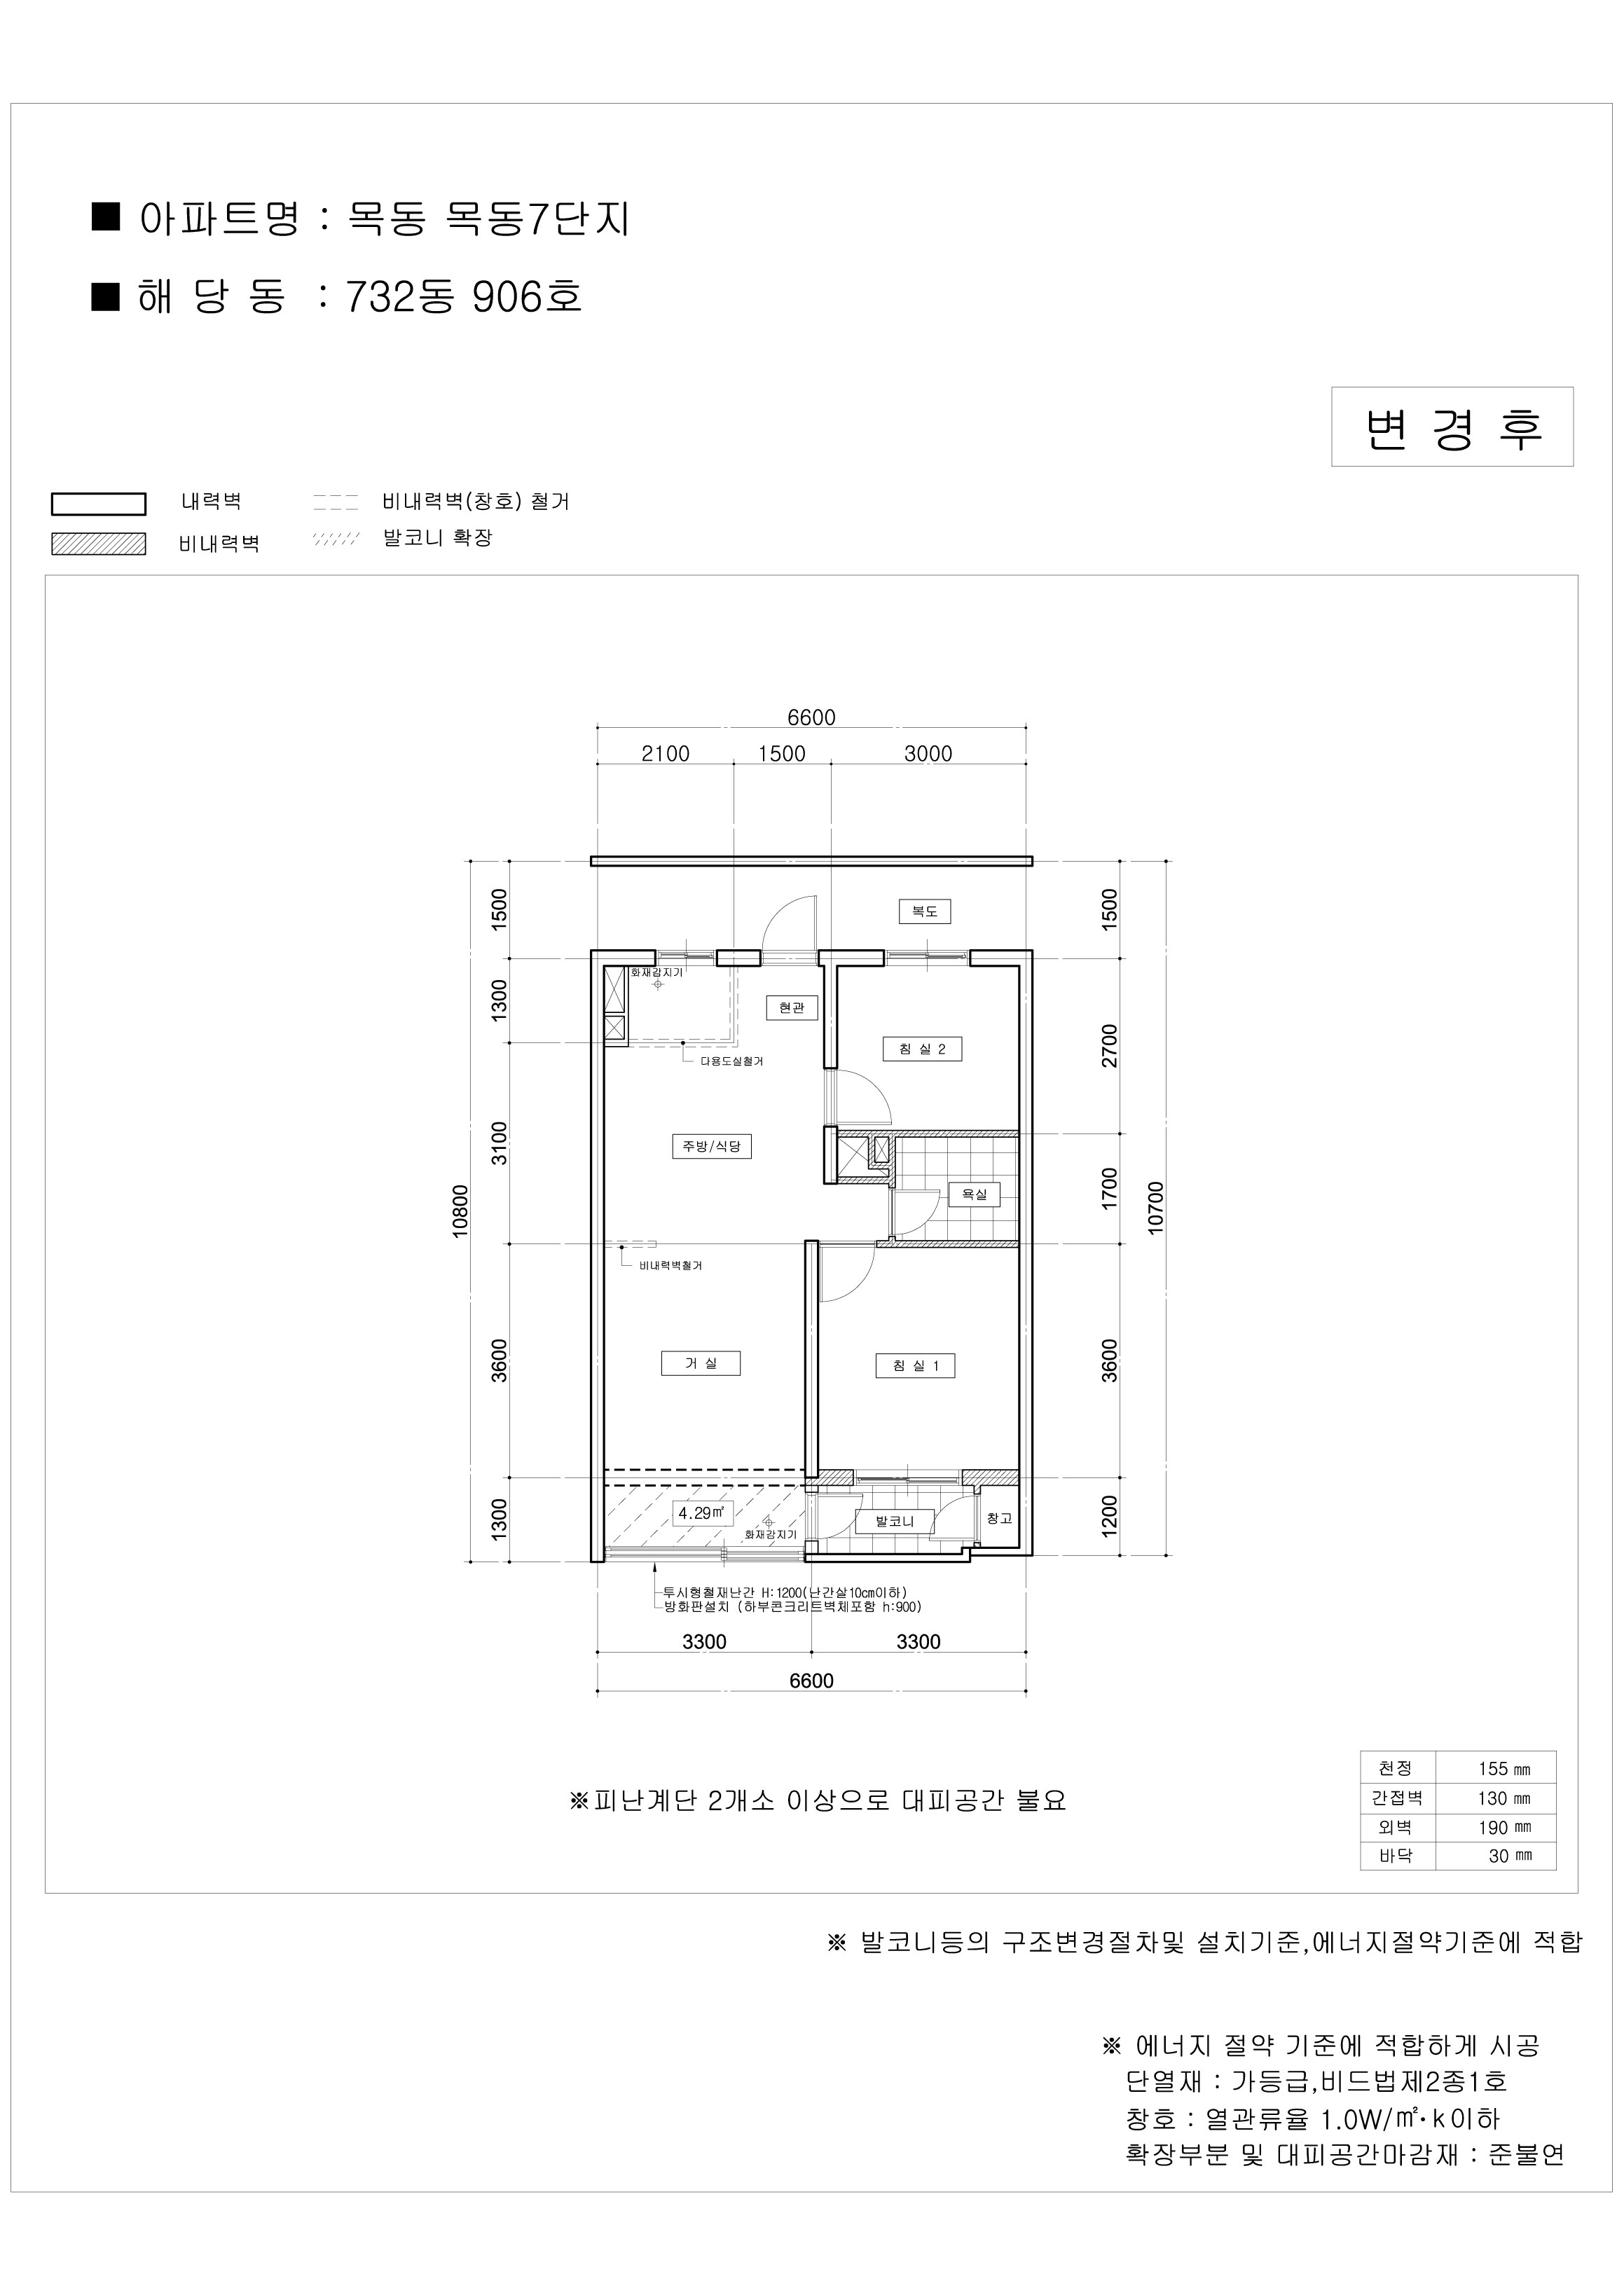 ■ 아파트명 : 목동 목동7단지
■ 해 당 동 : 732동 906호
변 경 후
내력벽
비내력벽(창호) 철거
비내력벽
발코니 확장
6600
2100
1500
3000
1500
1300
3100
3600
1300
10800
1500
2700
1700
3600
1200
10700
복도
화재감지기
현관
침 실 2
다용도실철거
주방/식당
욕실
비내력벽철거
거 실
침 실 1
4.29㎡
화재감지기
발코니
창고
투시형철재난간 H:1200(난간살10㎝이하)
방화판설치 (하부콘크리트벽체포함 h:900)
3300
3300
6600
※피난계단 2개소 이상으로 대피공간 불요
천정 155 ㎜
간접벽 130 ㎜
외벽 190 ㎜
바닥 30 ㎜
※ 발코니등의 구조변경절차및 설치기준,에너지절약기준에 적합
※ 에너지 절약 기준에 적합하게 시공
단열재 : 가등급,비드법제2종1호
창호 : 열관류율 1.0W/㎡·k이하
확장부분 및 대피공간마감재 : 준불연